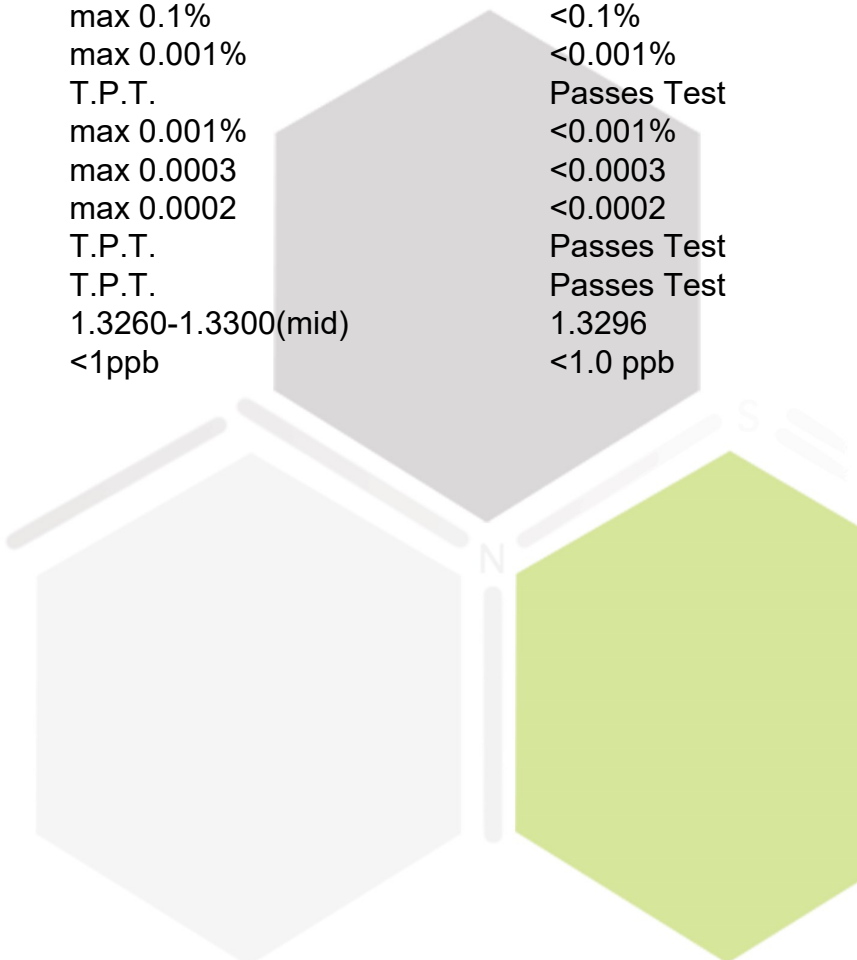 max 0.1% <0.1%
max 0.001% <0.001%
T.P.T. Passes Test
max 0.001% <0.001%
max 0.0003 <0.0003
max 0.0002 <0.0002
T.P.T. Passes Test
T.P.T. Passes Test
1.3260-1.3300(mid) 1.3296
<1ppb <1.0 ppb
S
N